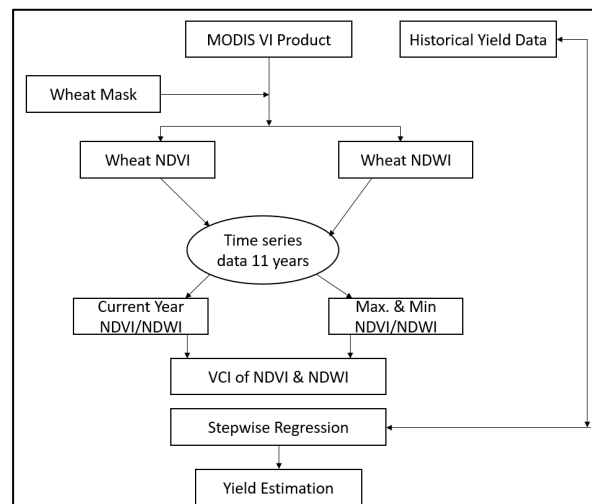 MODIS VI Product
Historical Yield Data
Wheat Mask
Wheat NDVI
Wheat NDWI
Time series
data 11 years
Current Year
NDVI/NDWI
Max. & Min
NDVI/NDWI
VCI of NDVI & NDWI
Stepwise Regression
Yield Estimation